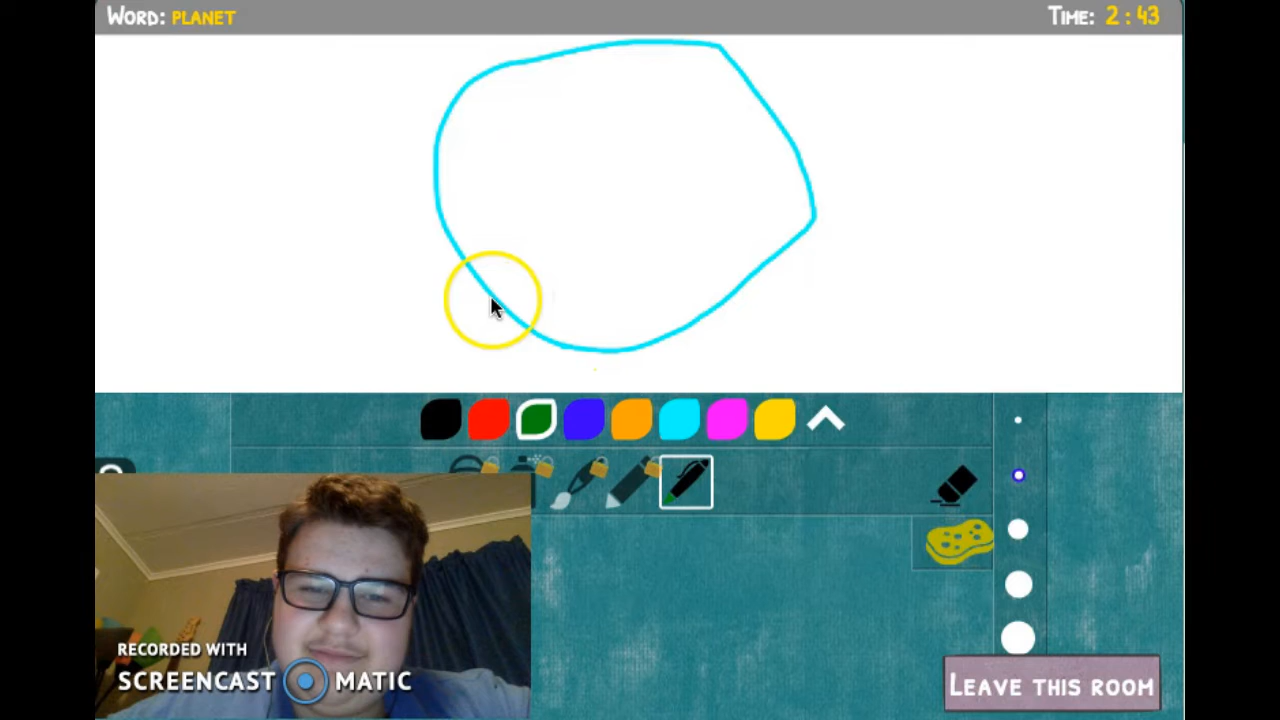 WORD: PLANET
TIME: 2 : 43
RECORDED WITH
SCREENCAST MATIC
LEAVE THIS ROOM